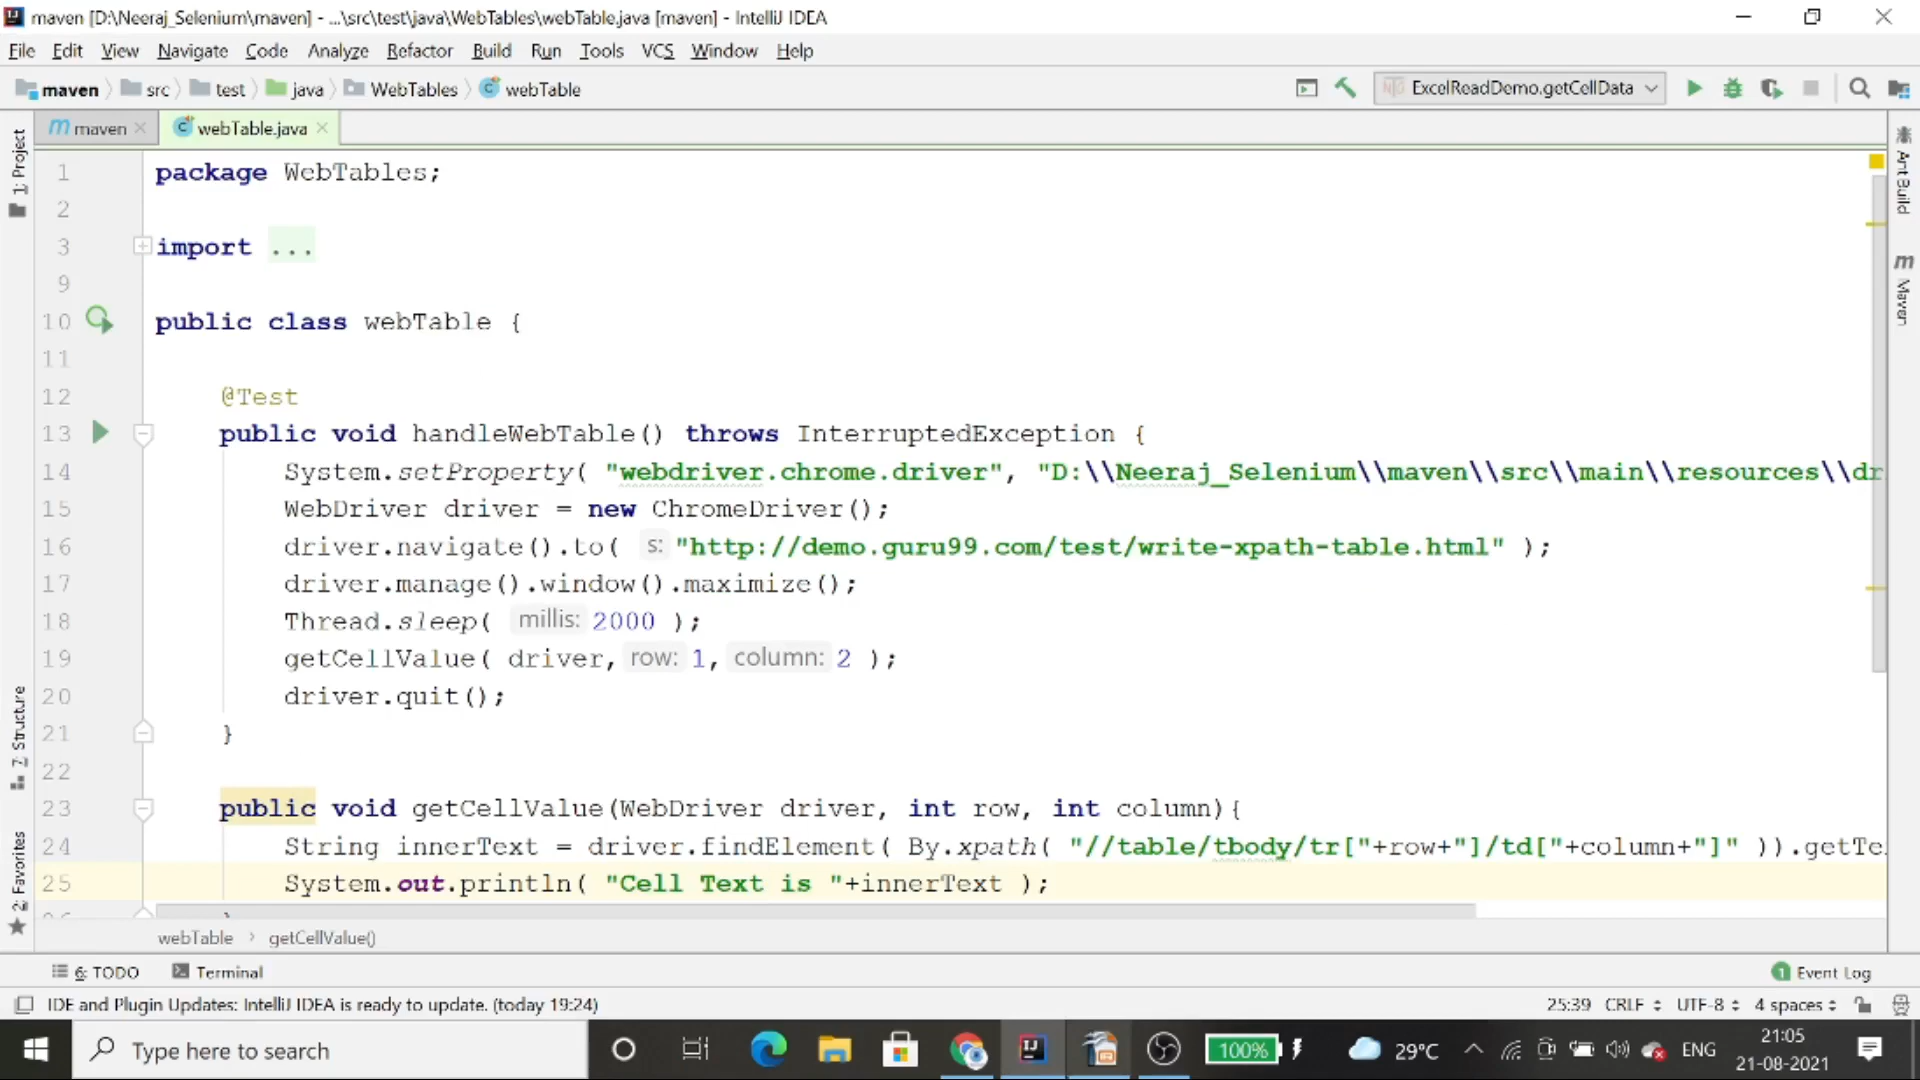 maven [D:\Neeraj_Selenium\maven] - ...\src\test\java\WebTables\webTable.java [maven] - IntelliJ IDEA
File Edit View Navigate Code Analyze Refactor Build Run Tools VCS Window Help
maven src test java WebTables webTable ExcelReadDemo.getCellData
maven webTable.java
1: Project
Ant Build
Maven
7: Structure
2: Favorites
1 package WebTables;
2
3 import ...
9
10 public class webTable {
11
12 @Test
13 public void handleWebTable() throws InterruptedException {
14 System.setProperty( "webdriver.chrome.driver", "D:\\Neeraj_Selenium\\maven\\src\\main\\resources\\dr
15 WebDriver driver = new ChromeDriver();
16 driver.navigate().to( s: "http://demo.guru99.com/test/write-xpath-table.html" );
17 driver.manage().window().maximize();
18 Thread.sleep( millis: 2000 );
19 getCellValue( driver, row: 1, column: 2 );
20 driver.quit();
21 }
22
23 public void getCellValue(WebDriver driver, int row, int column){
24 String innerText = driver.findElement( By.xpath( "//table/tbody/tr["+row+"]/td["+column+"]" )).getTe
25 System.out.println( "Cell Text is "+innerText );
webTable getCellValue()
6: TODO Terminal 1 Event Log
IDE and Plugin Updates: IntelliJ IDEA is ready to update. (today 19:24) 25:39 CRLF UTF-8 4 spaces
Type here to search 100% 29°C ENG 21:05
21-08-2021